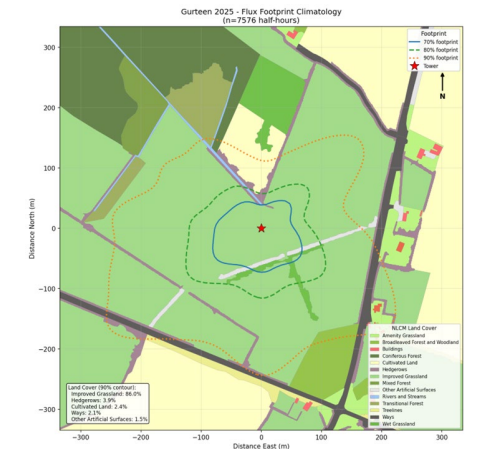 Gurteen 2025 - Flux Footprint Climatology
(n=7576 half-hours)
Footprint
70% footprint
80% footprint
90% footprint
Tower
N
Distance North (m)
300
200
100
0
−100
−200
−300
NLCM Land Cover
Amenity Grassland
Broadleaved Forest and Woodland
Buildings
Coniferous Forest
Cultivated Land
Hedgerows
Improved Grassland
Mixed Forest
Other Artificial Surfaces
Rivers and Streams
Transitional Forest
Treelines
Ways
Wet Grassland
Land Cover (90% contour):
Improved Grassland: 86.0%
Hedgerows: 3.9%
Cultivated Land: 2.4%
Ways: 2.1%
Other Artificial Surfaces: 1.5%
−300 −200 −100 0 100 200 300
Distance East (m)